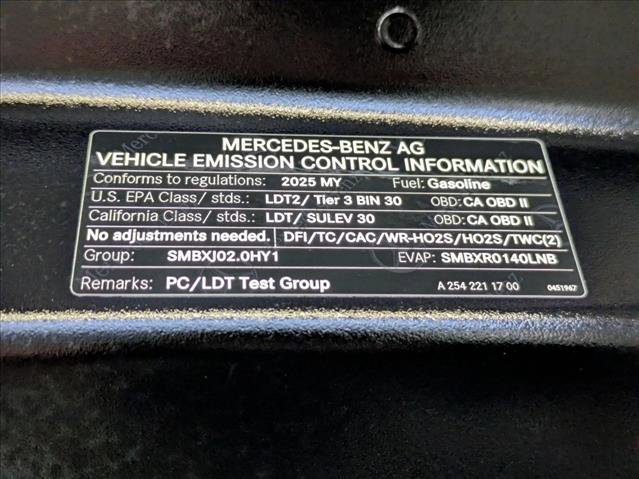 MERCEDES-BENZ AG
VEHICLE EMISSION CONTROL INFORMATION
Conforms to regulations: 2025 MY Fuel: Gasoline
U.S. EPA Class/ stds.: LDT2/ Tier 3 BIN 30 OBD: CA OBD II
California Class/ stds.: LDT/ SULEV 30 OBD: CA OBD II
No adjustments needed. DFI/TC/CAC/WR-HO2S/HO2S/TWC(2)
Group: SMBXJ02.0HY1 EVAP: SMBXR0140LNB
Remarks: PC/LDT Test Group A 254 221 17 00 0451967